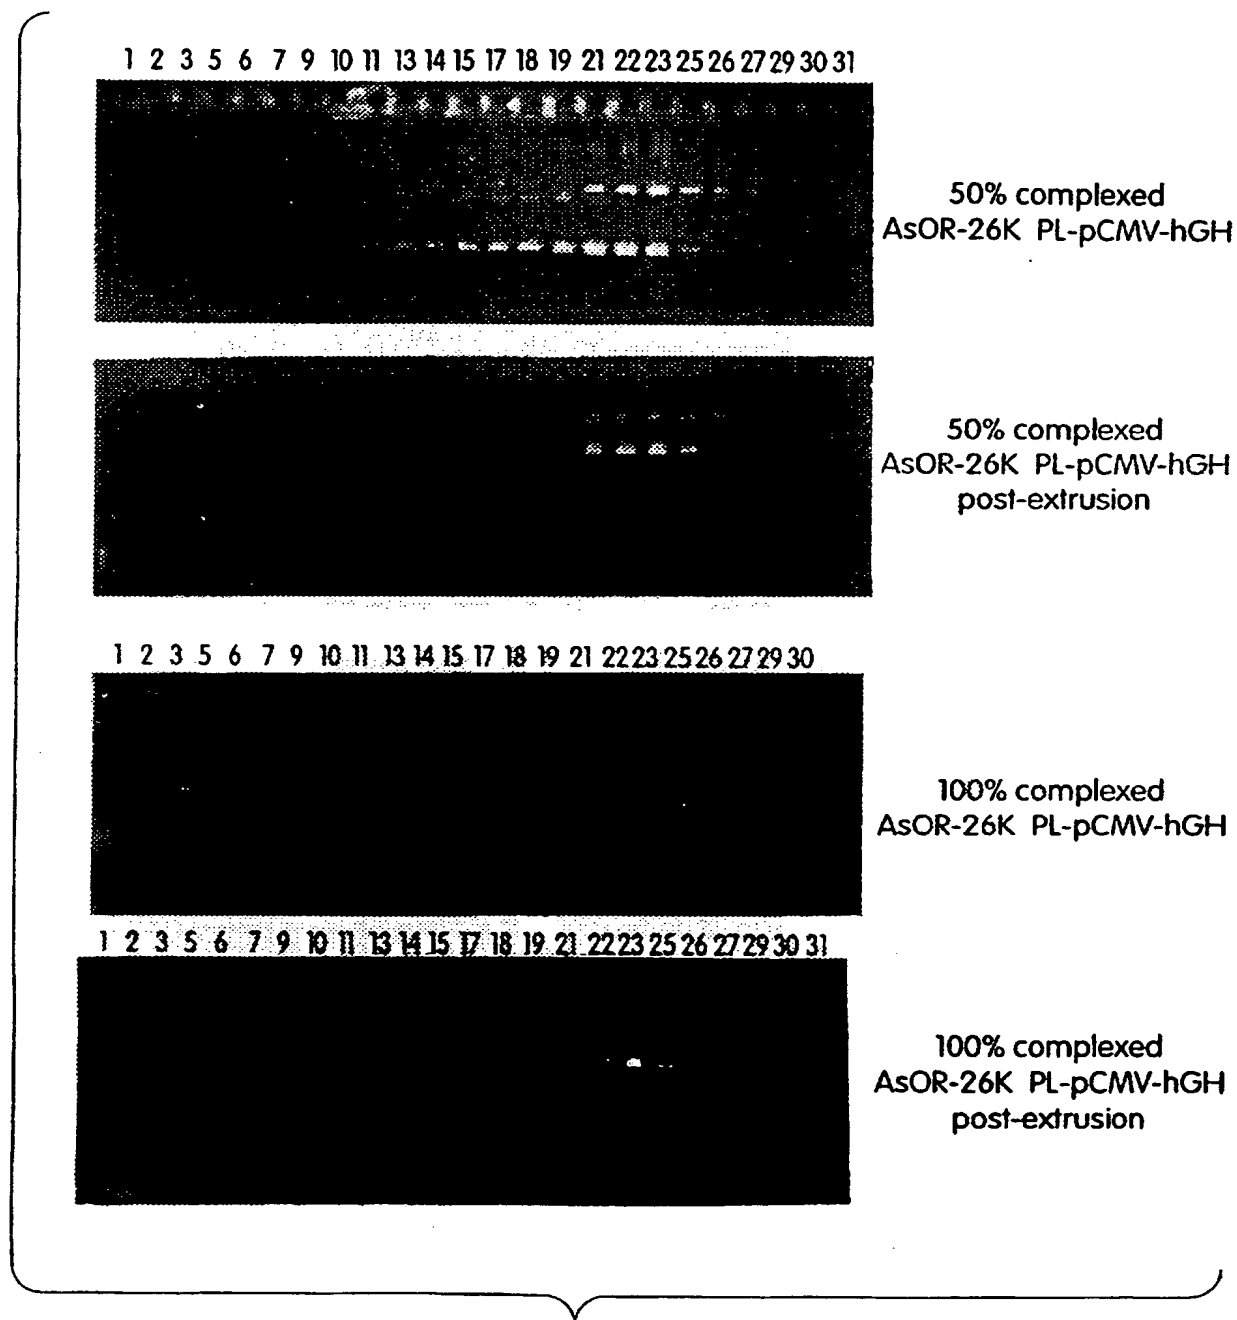 1 2 3 5 6 7 9 10 11 13 14 15 17 18 19 21 22 23 25 26 27 29 30 31
50% complexed
AsOR-26K PL-pCMV-hGH
50% complexed
AsOR-26K PL-pCMV-hGH
post-extrusion
1 2 3 5 6 7 9 10 11 13 14 15 17 18 19 21 22 23 25 26 27 29 30
100% complexed
AsOR-26K PL-pCMV-hGH
1 2 3 5 6 7 9 10 11 13 14 15 17 18 19 21 22 23 25 26 27 29 30 31
100% complexed
AsOR-26K PL-pCMV-hGH
post-extrusion